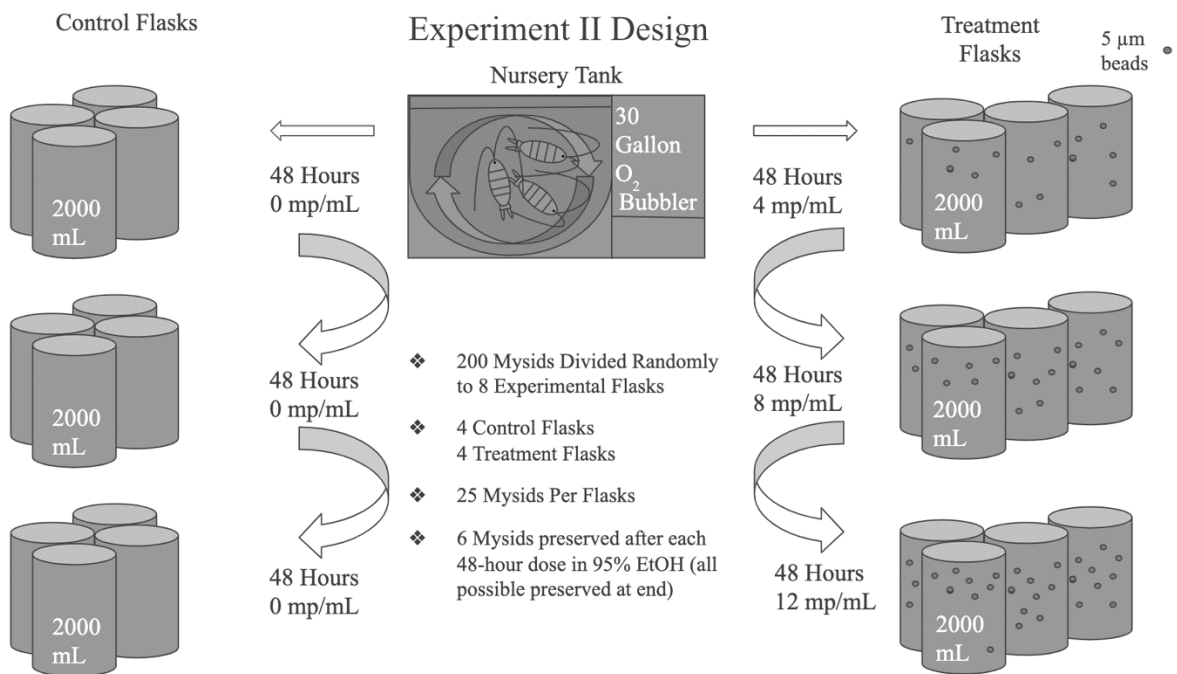 Control Flasks
Experiment II Design
Treatment
Flasks
5 µm
beads
Nursery Tank
30
Gallon
O₂
Bubbler
48 Hours
0 mp/mL
48 Hours
4 mp/mL
2000
mL
2000
mL
48 Hours
0 mp/mL
❖ 200 Mysids Divided Randomly
to 8 Experimental Flasks
❖ 4 Control Flasks
4 Treatment Flasks
❖ 25 Mysids Per Flasks
❖ 6 Mysids preserved after each
48-hour dose in 95% EtOH (all
possible preserved at end)
48 Hours
8 mp/mL
2000
mL
2000
mL
48 Hours
0 mp/mL
48 Hours
12 mp/mL
2000
mL
2000
mL